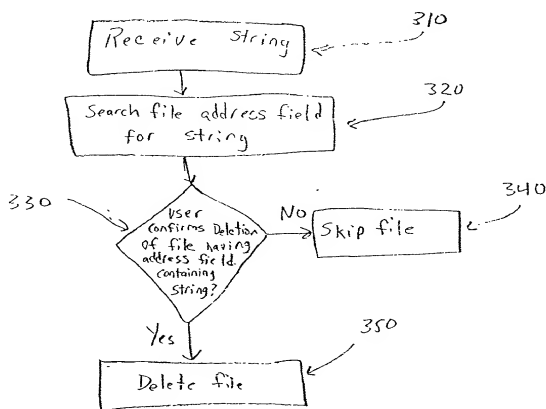 310
Receive String
320
Search file address field
for string
330
User
confirms Deletion
of file having
address field
containing
string?
No
340
Skip file
Yes
350
Delete file